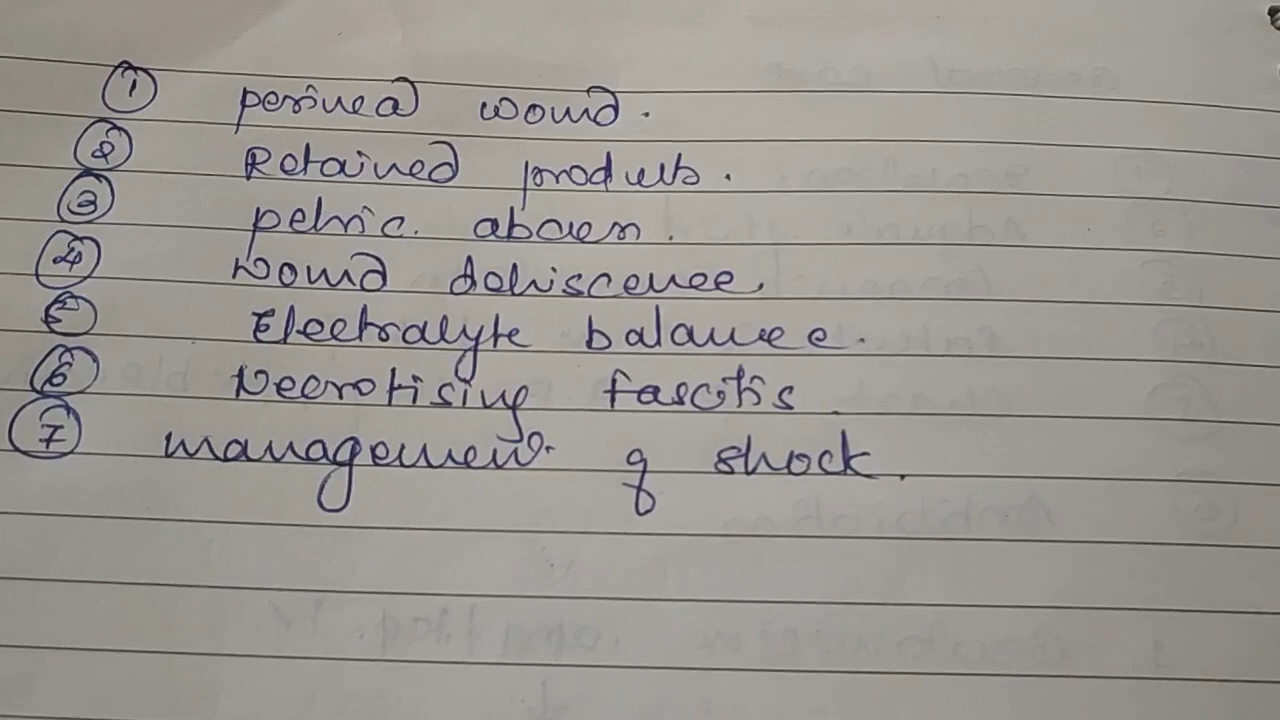 ① perineal wound.
② Retained products.
③ pelvic. abscess.
④ wound dehiscence.
⑤ Electralyte balance.
⑥ Necrotising fascitis
⑦ management of shock.